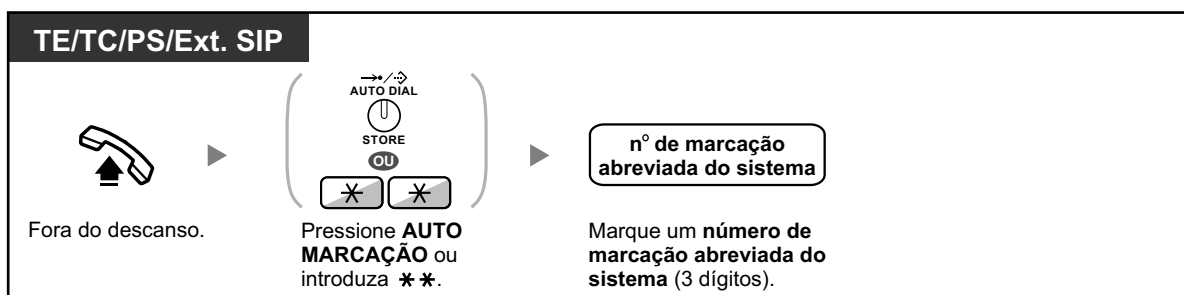 TE/TC/PS/Ext. SIP
AUTO DIAL
STORE
OU
nº de marcação
abreviada do sistema
Fora do descanso.
Pressione AUTO
MARCAÇÃO ou
introduza ** .
Marque um número de
marcação abreviada do
sistema (3 dígitos).